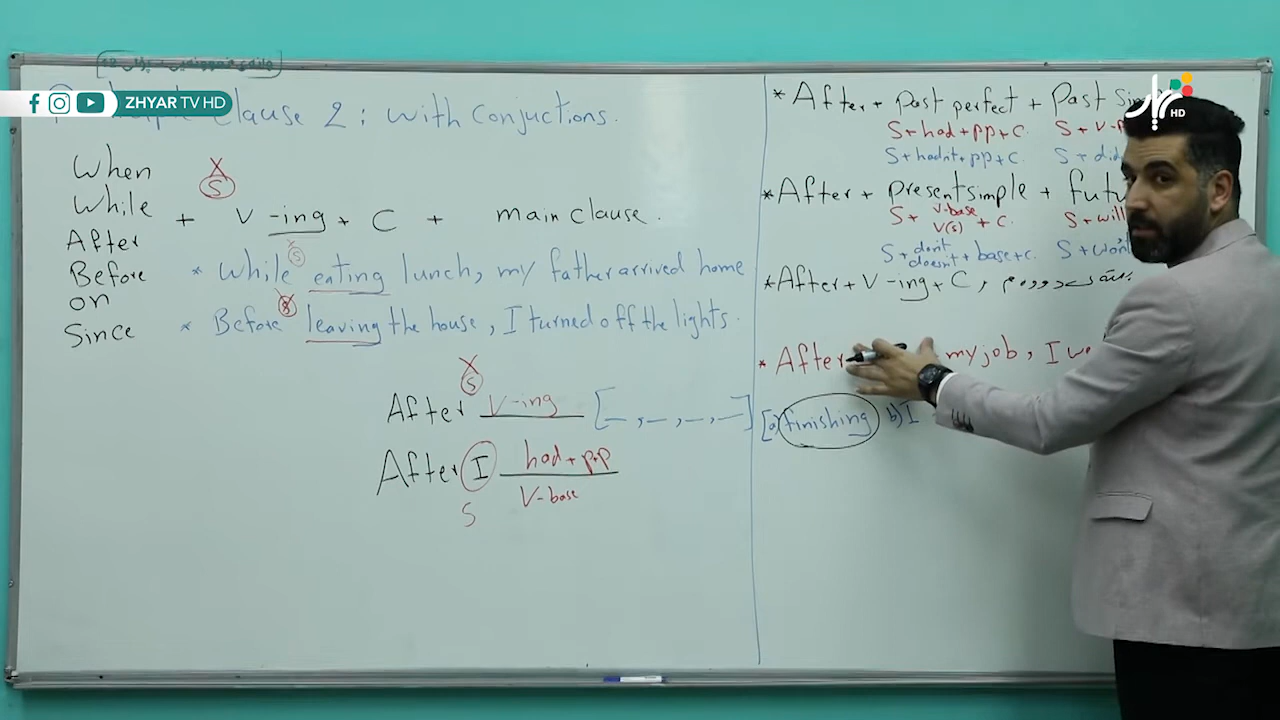 ZHYAR TV HD
HD
Clause 2 : with Conjuctions.
When
While
After
Before
on
Since
X
S
+ V-ing + C + main clause.
X
S
* While eating lunch, my father arrived home
* Before leaving the house, I turned off the lights.
X
S
After V-ing [_ , _ , _ , _]
After I had + p.p
S V-base
* After + Past perfect + Past
S + had + pp + c. S + V-
S + hadn't + pp + c. S + did
* After + present simple + futu
S + V-base V(s) + c. S + will
S + don't doesn't + base + c. S + won't
* After + V-ing + C,
* After my job, I we
[a) finishing b) I